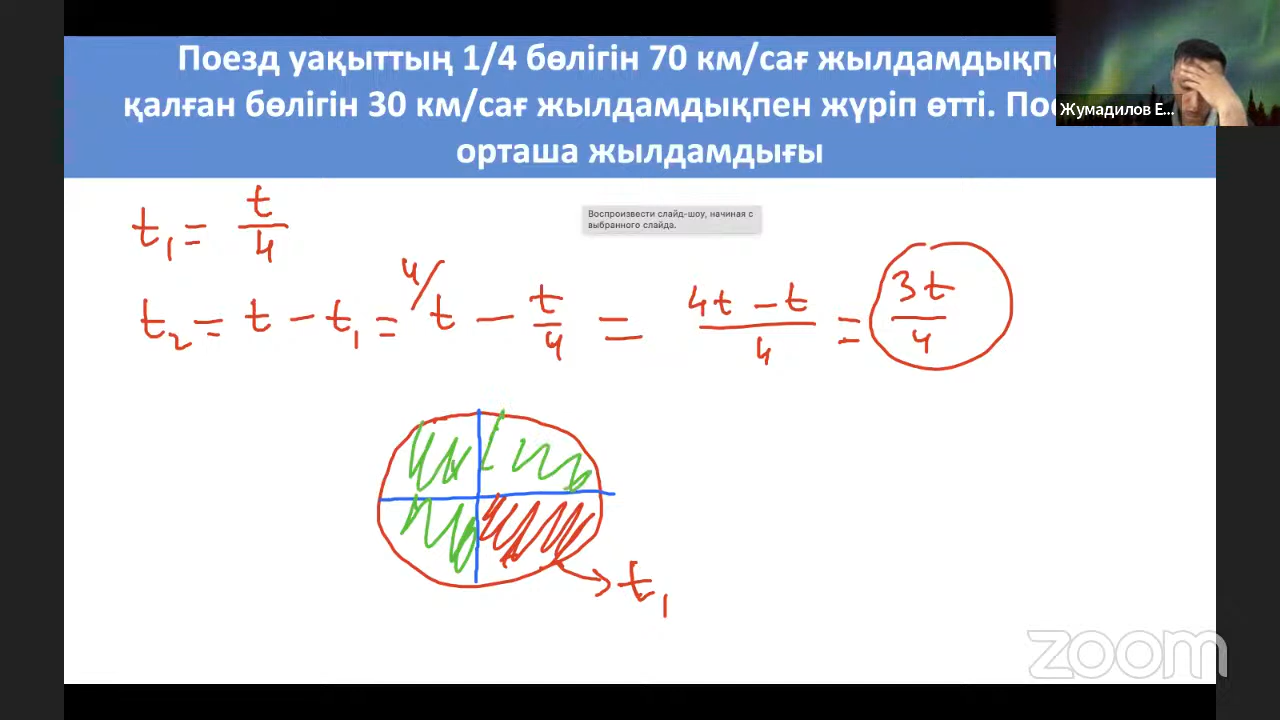 Поезд уақыттың 1/4 бөлігін 70 км/сағ жылдамдықп
қалған бөлігін 30 км/сағ жылдамдықпен жүріп өтті. По
орташа жылдамдығы
Жумадилов Е...
Воспроизвести слайд-шоу, начиная с
выбранного слайда.
t₁ = t/4
t₂ = t - t₁ = 4/ t - t/4 = (4t - t)/4 = 3t/4
t₁
zoom